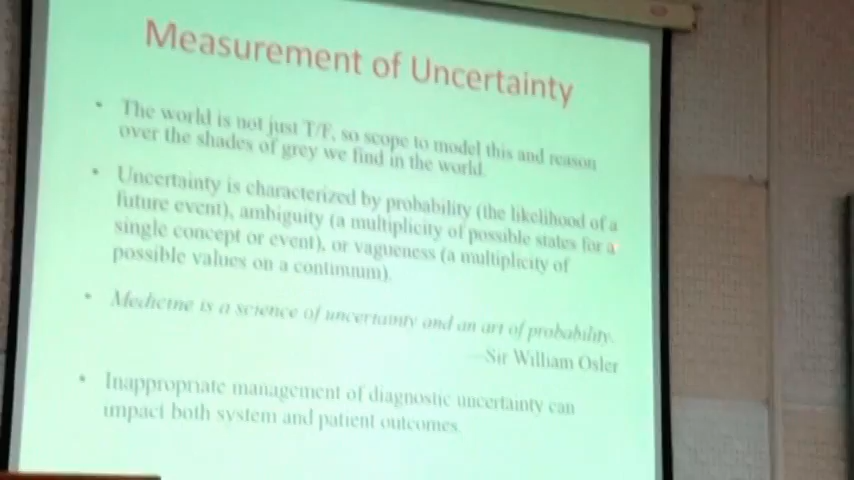 Measurement of Uncertainty
• The world is not just T/F, so scope to model this and reason
over the shades of grey we find in the world.
• Uncertainty is characterized by probability (the likelihood of a
future event), ambiguity (a multiplicity of possible states for a
single concept or event), or vagueness (a multiplicity of
possible values on a continuum).
• Medicine is a science of uncertainty and an art of probability.
—Sir William Osler
• Inappropriate management of diagnostic uncertainty can
impact both system and patient outcomes.